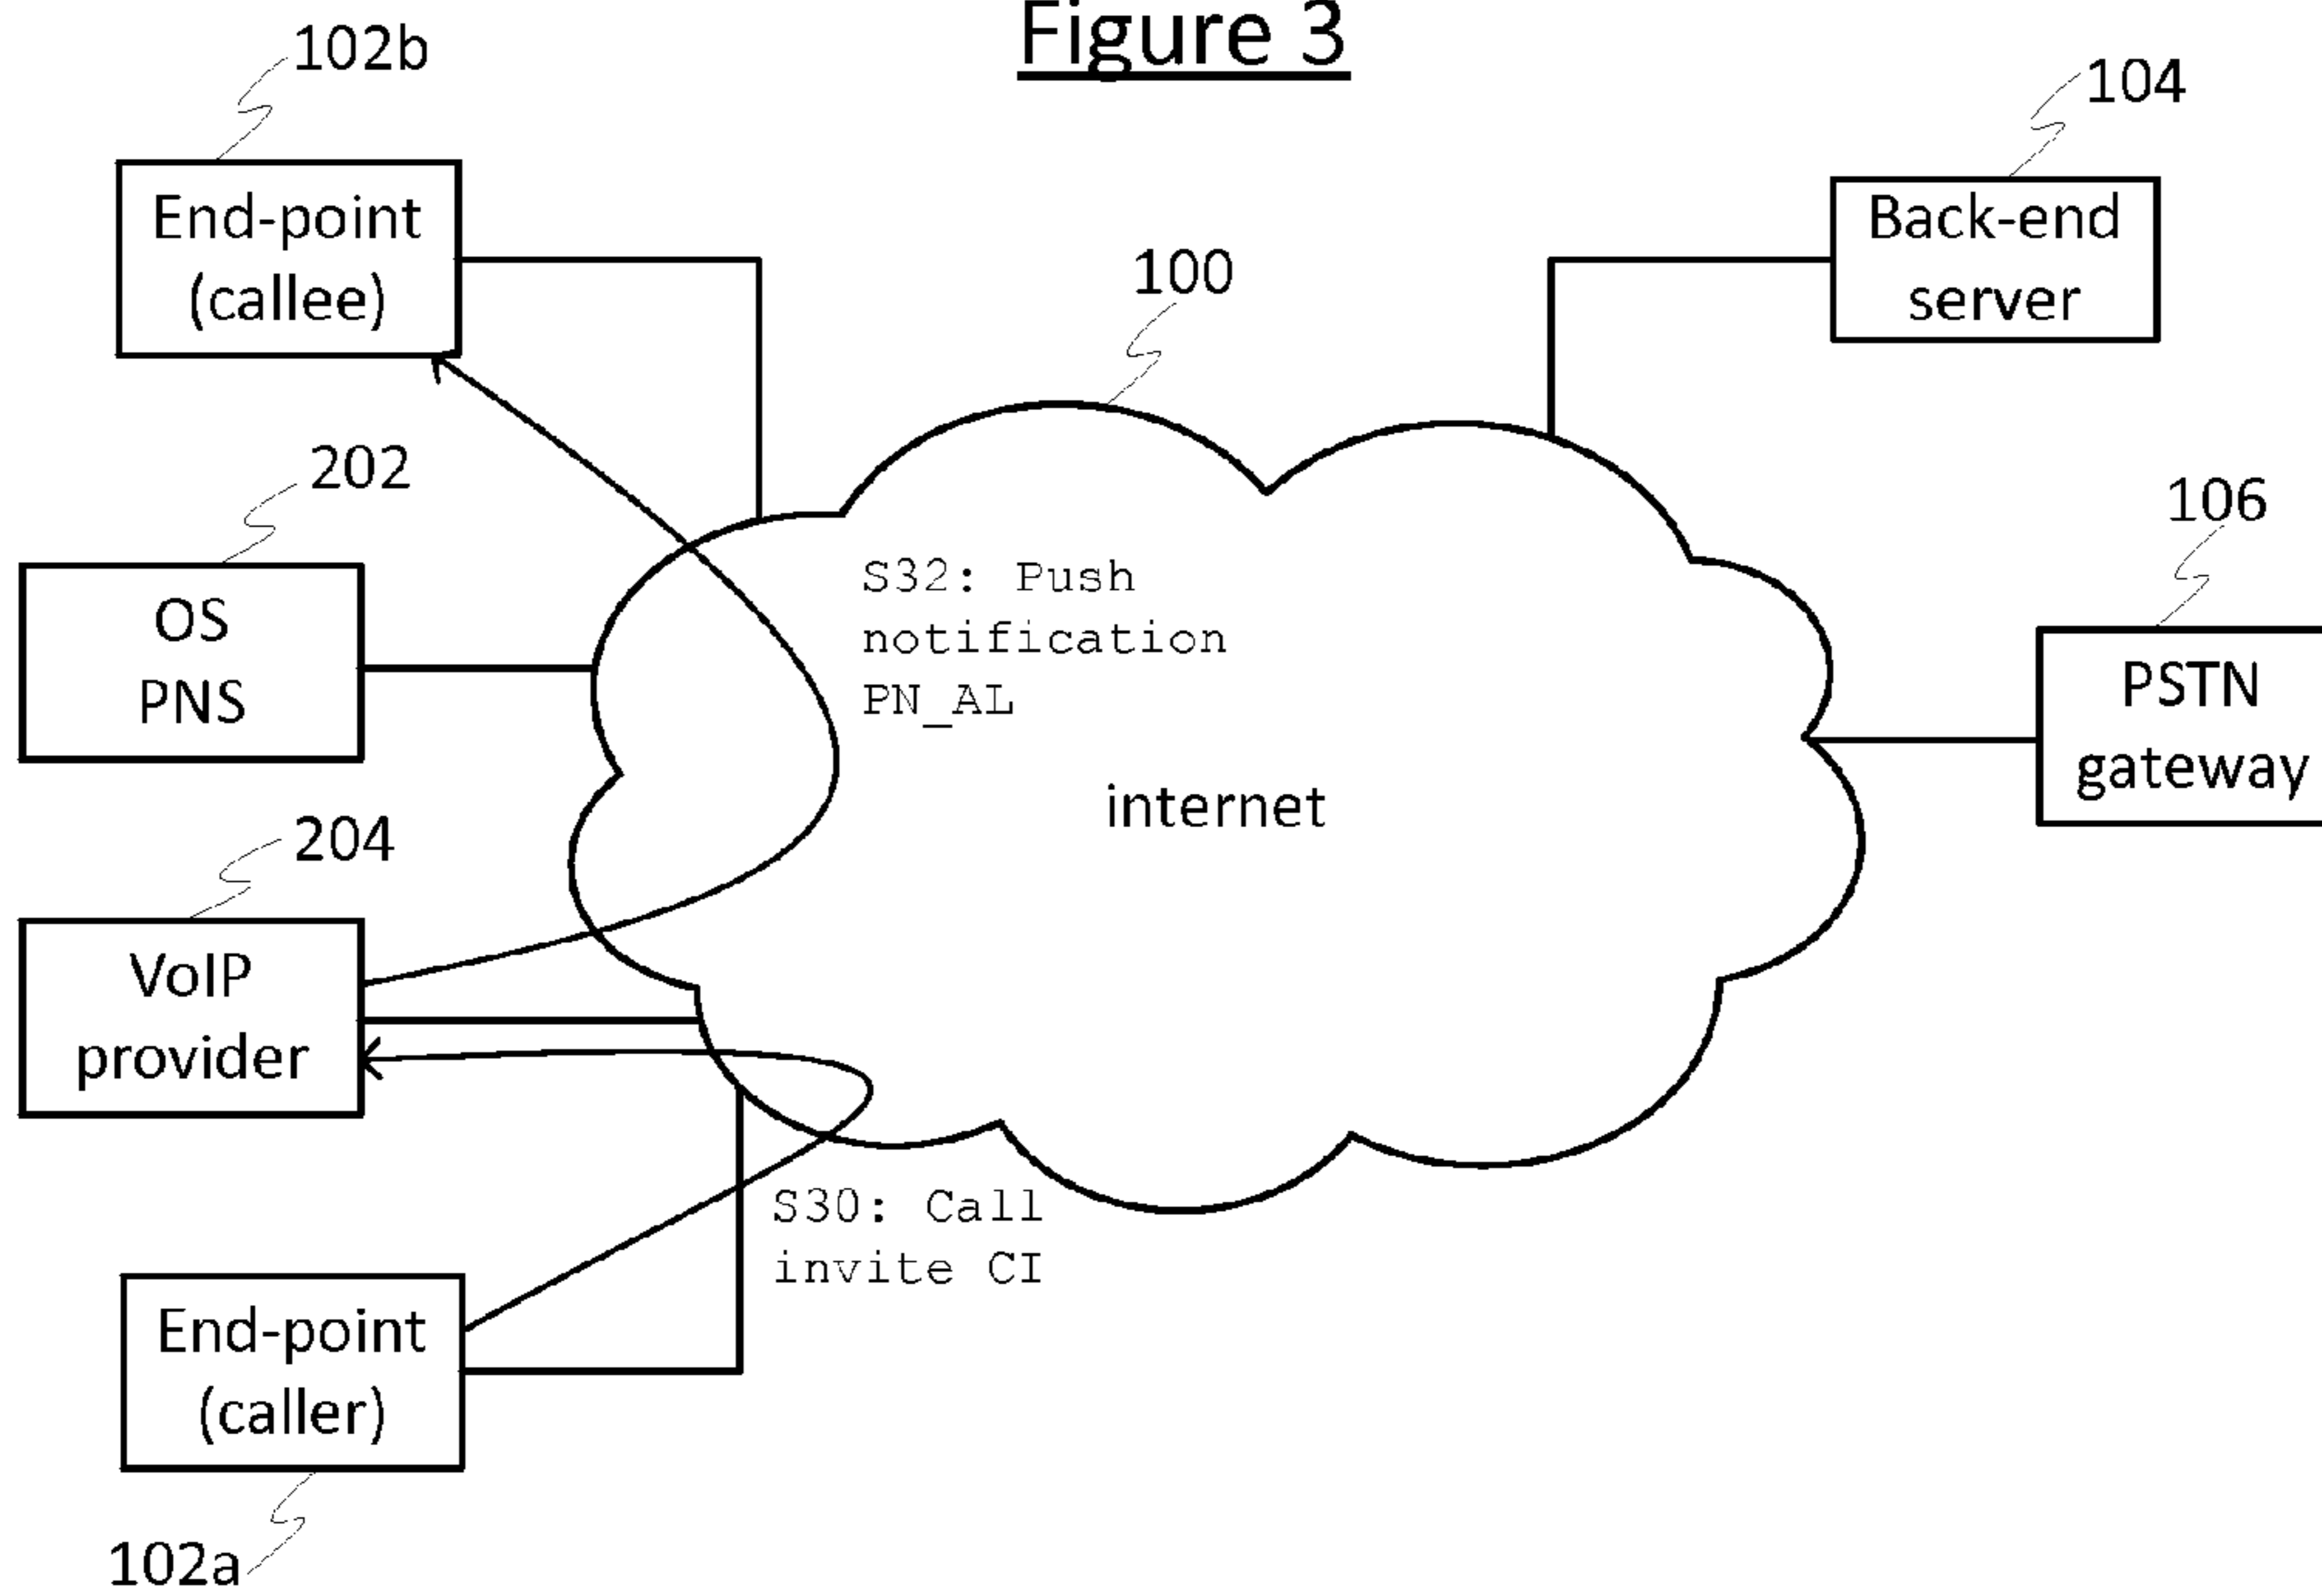 Figure 3
102b
End-point
(callee)
104
Back-end
server
100
202
OS
PNS
S32: Push
notification
PN_AL
106
PSTN
gateway
internet
204
VoIP
provider
S30: Call
invite CI
End-point
(caller)
102a